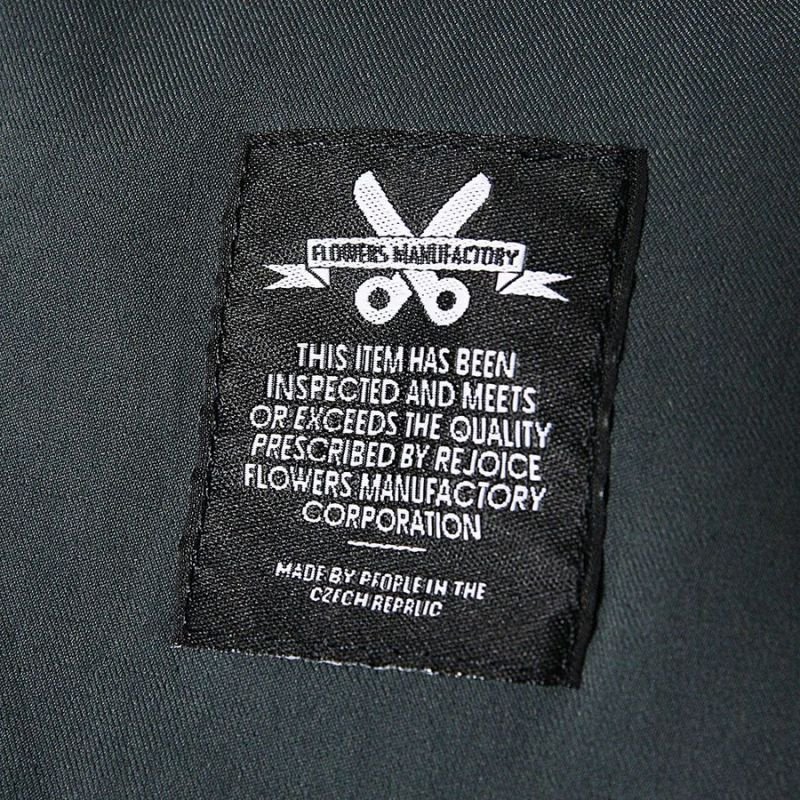 FLOWERS MANUFACTORY
THIS ITEM HAS BEEN
INSPECTED AND MEETS
OR EXCEEDS THE QUALITY
PRESCRIBED BY REJOICE
FLOWERS MANUFACTORY
CORPORATION
MADE BY PEOPLE IN THE
CZECH REPRLIC